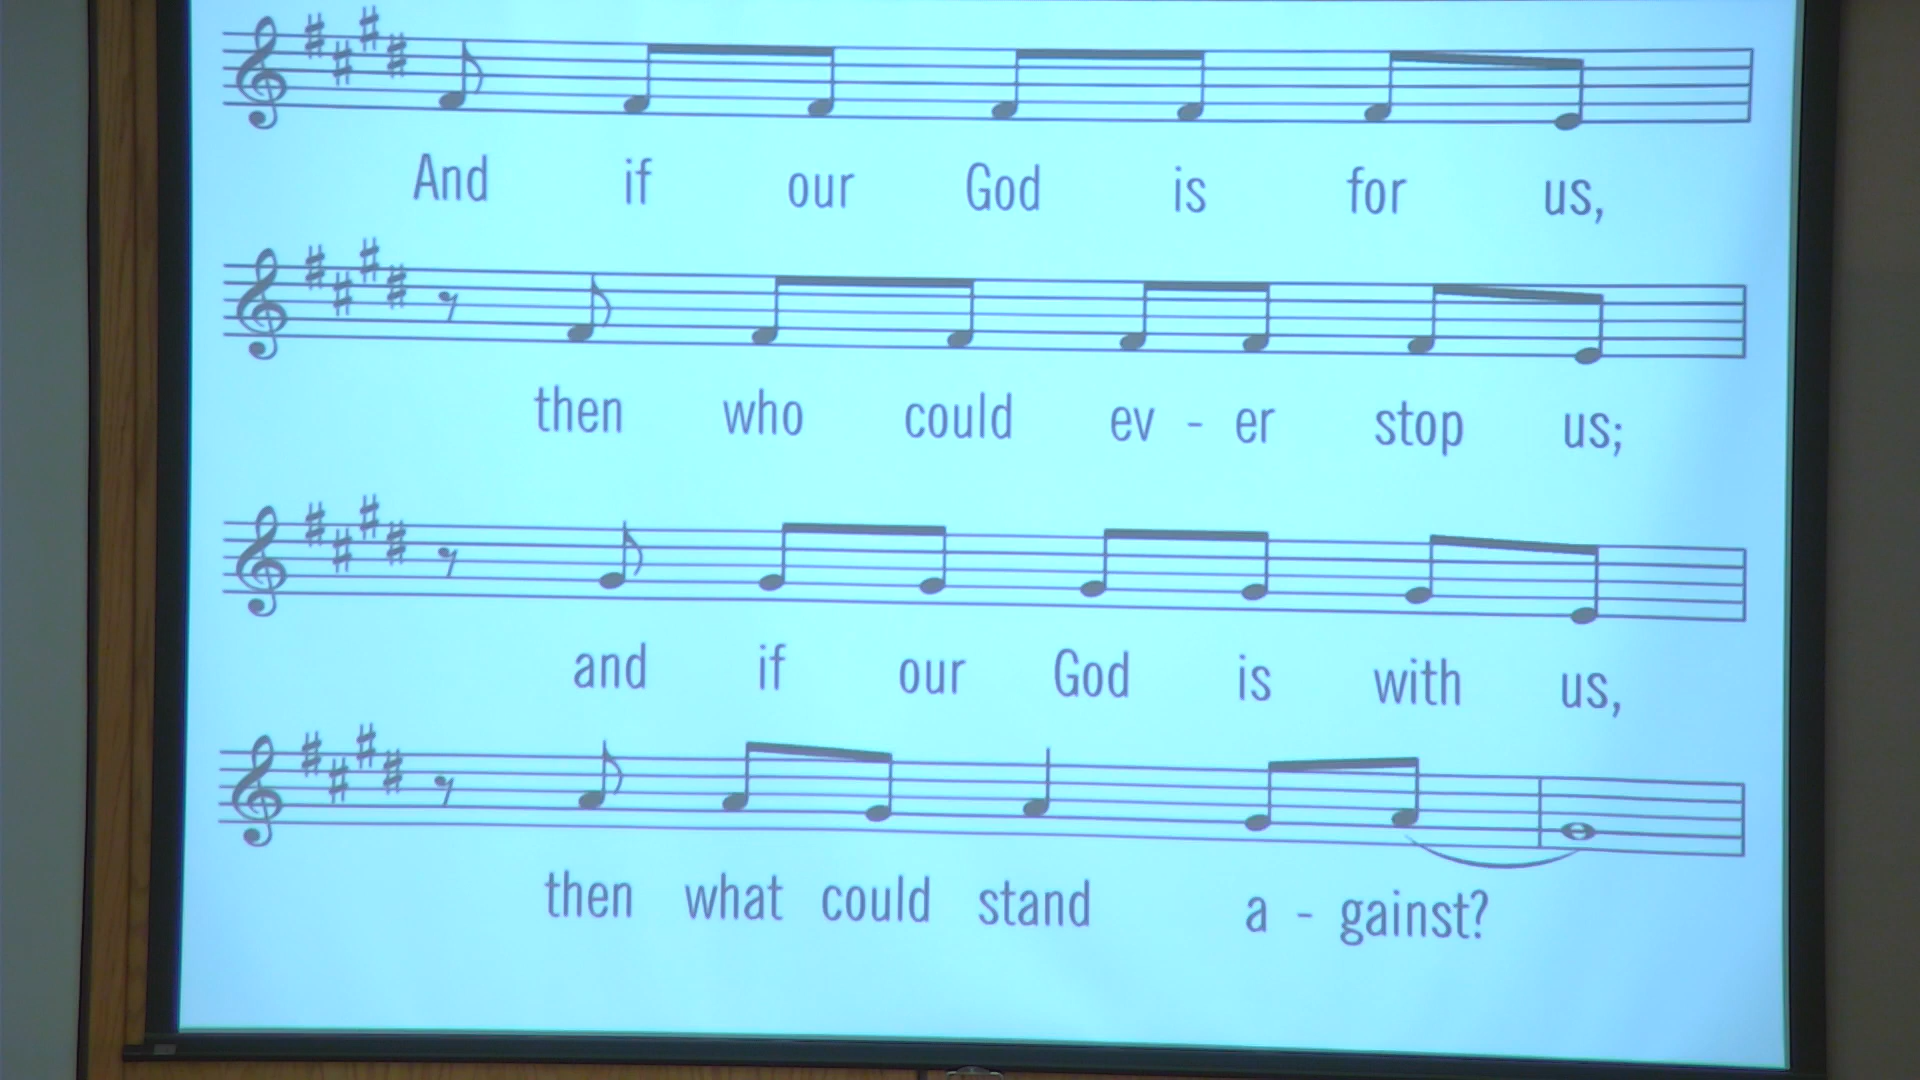 And if our God is for us,
then who could ev - er stop us;
and if our God is with us,
then what could stand a - gainst?